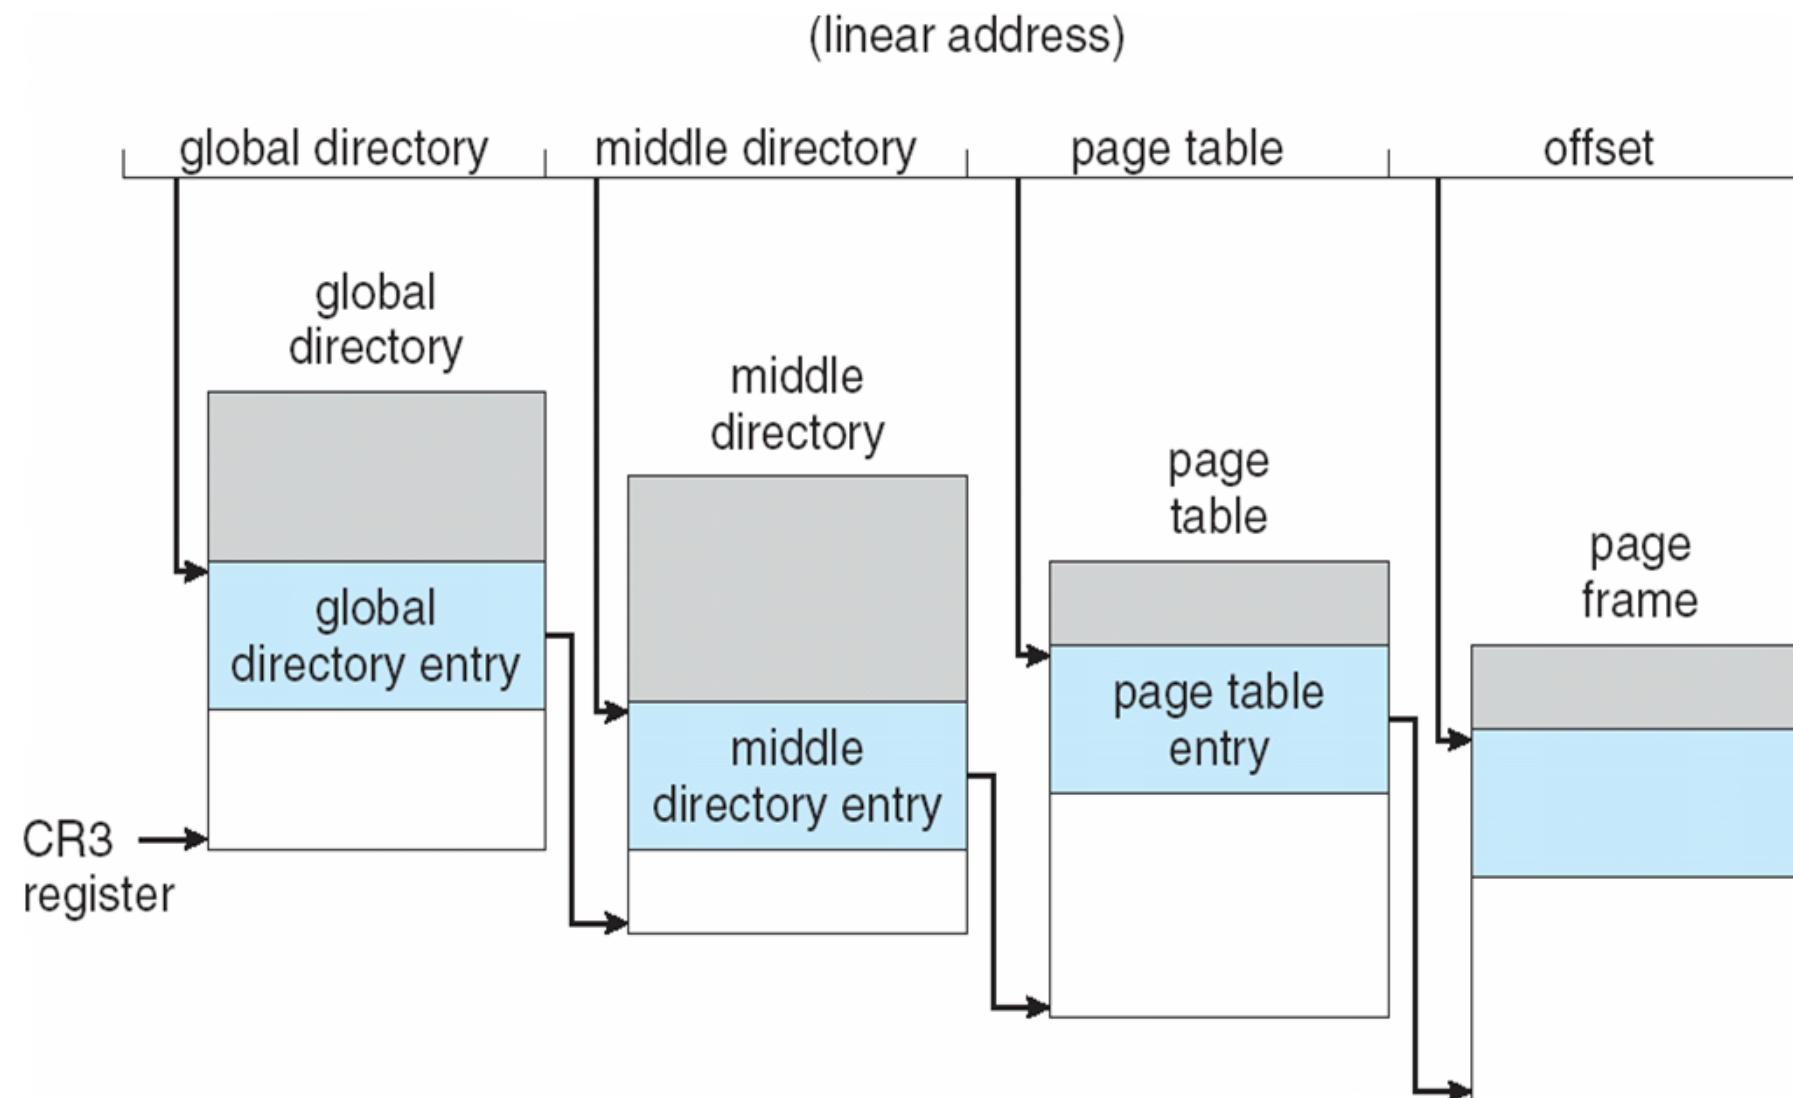 (linear address)
global directory
middle directory
page table
offset
global
directory
middle
directory
page
table
page
frame
global
directory entry
middle
directory entry
page table
entry
CR3
register